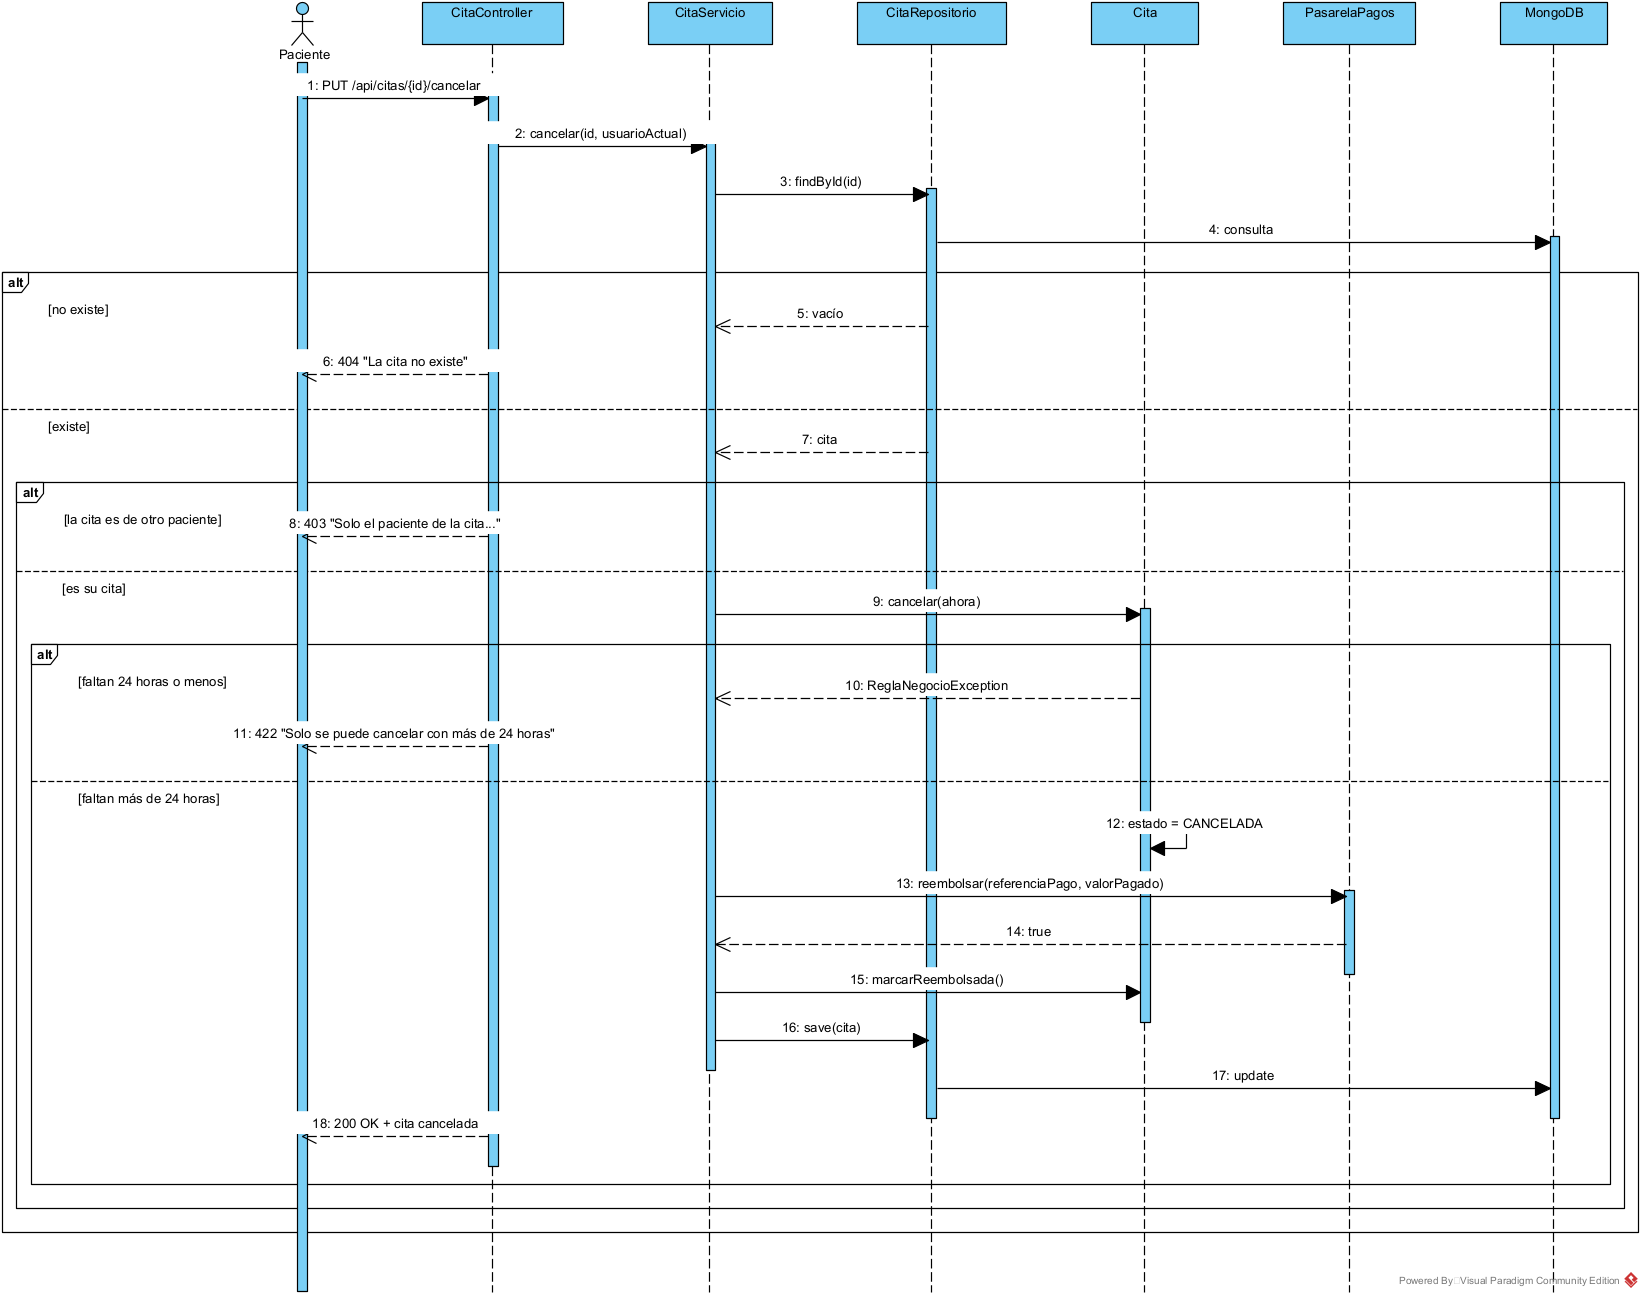 CitaController
CitaServicio
CitaRepositorio
Cita
PasarelaPagos
MongoDB
Paciente
1: PUT /api/citas/{id}/cancelar
2: cancelar(id, usuarioActual)
3: findById(id)
4: consulta
alt
[no existe]
5: vacío
6: 404 "La cita no existe"
[existe]
7: cita
alt
[la cita es de otro paciente]
8: 403 "Solo el paciente de la cita..."
[es su cita]
9: cancelar(ahora)
alt
[faltan 24 horas o menos]
10: ReglaNegocioException
11: 422 "Solo se puede cancelar con más de 24 horas"
[faltan más de 24 horas]
12: estado = CANCELADA
13: reembolsar(referenciaPago, valorPagado)
14: true
15: marcarReembolsada()
16: save(cita)
17: update
18: 200 OK + cita cancelada
Powered By Visual Paradigm Community Edition